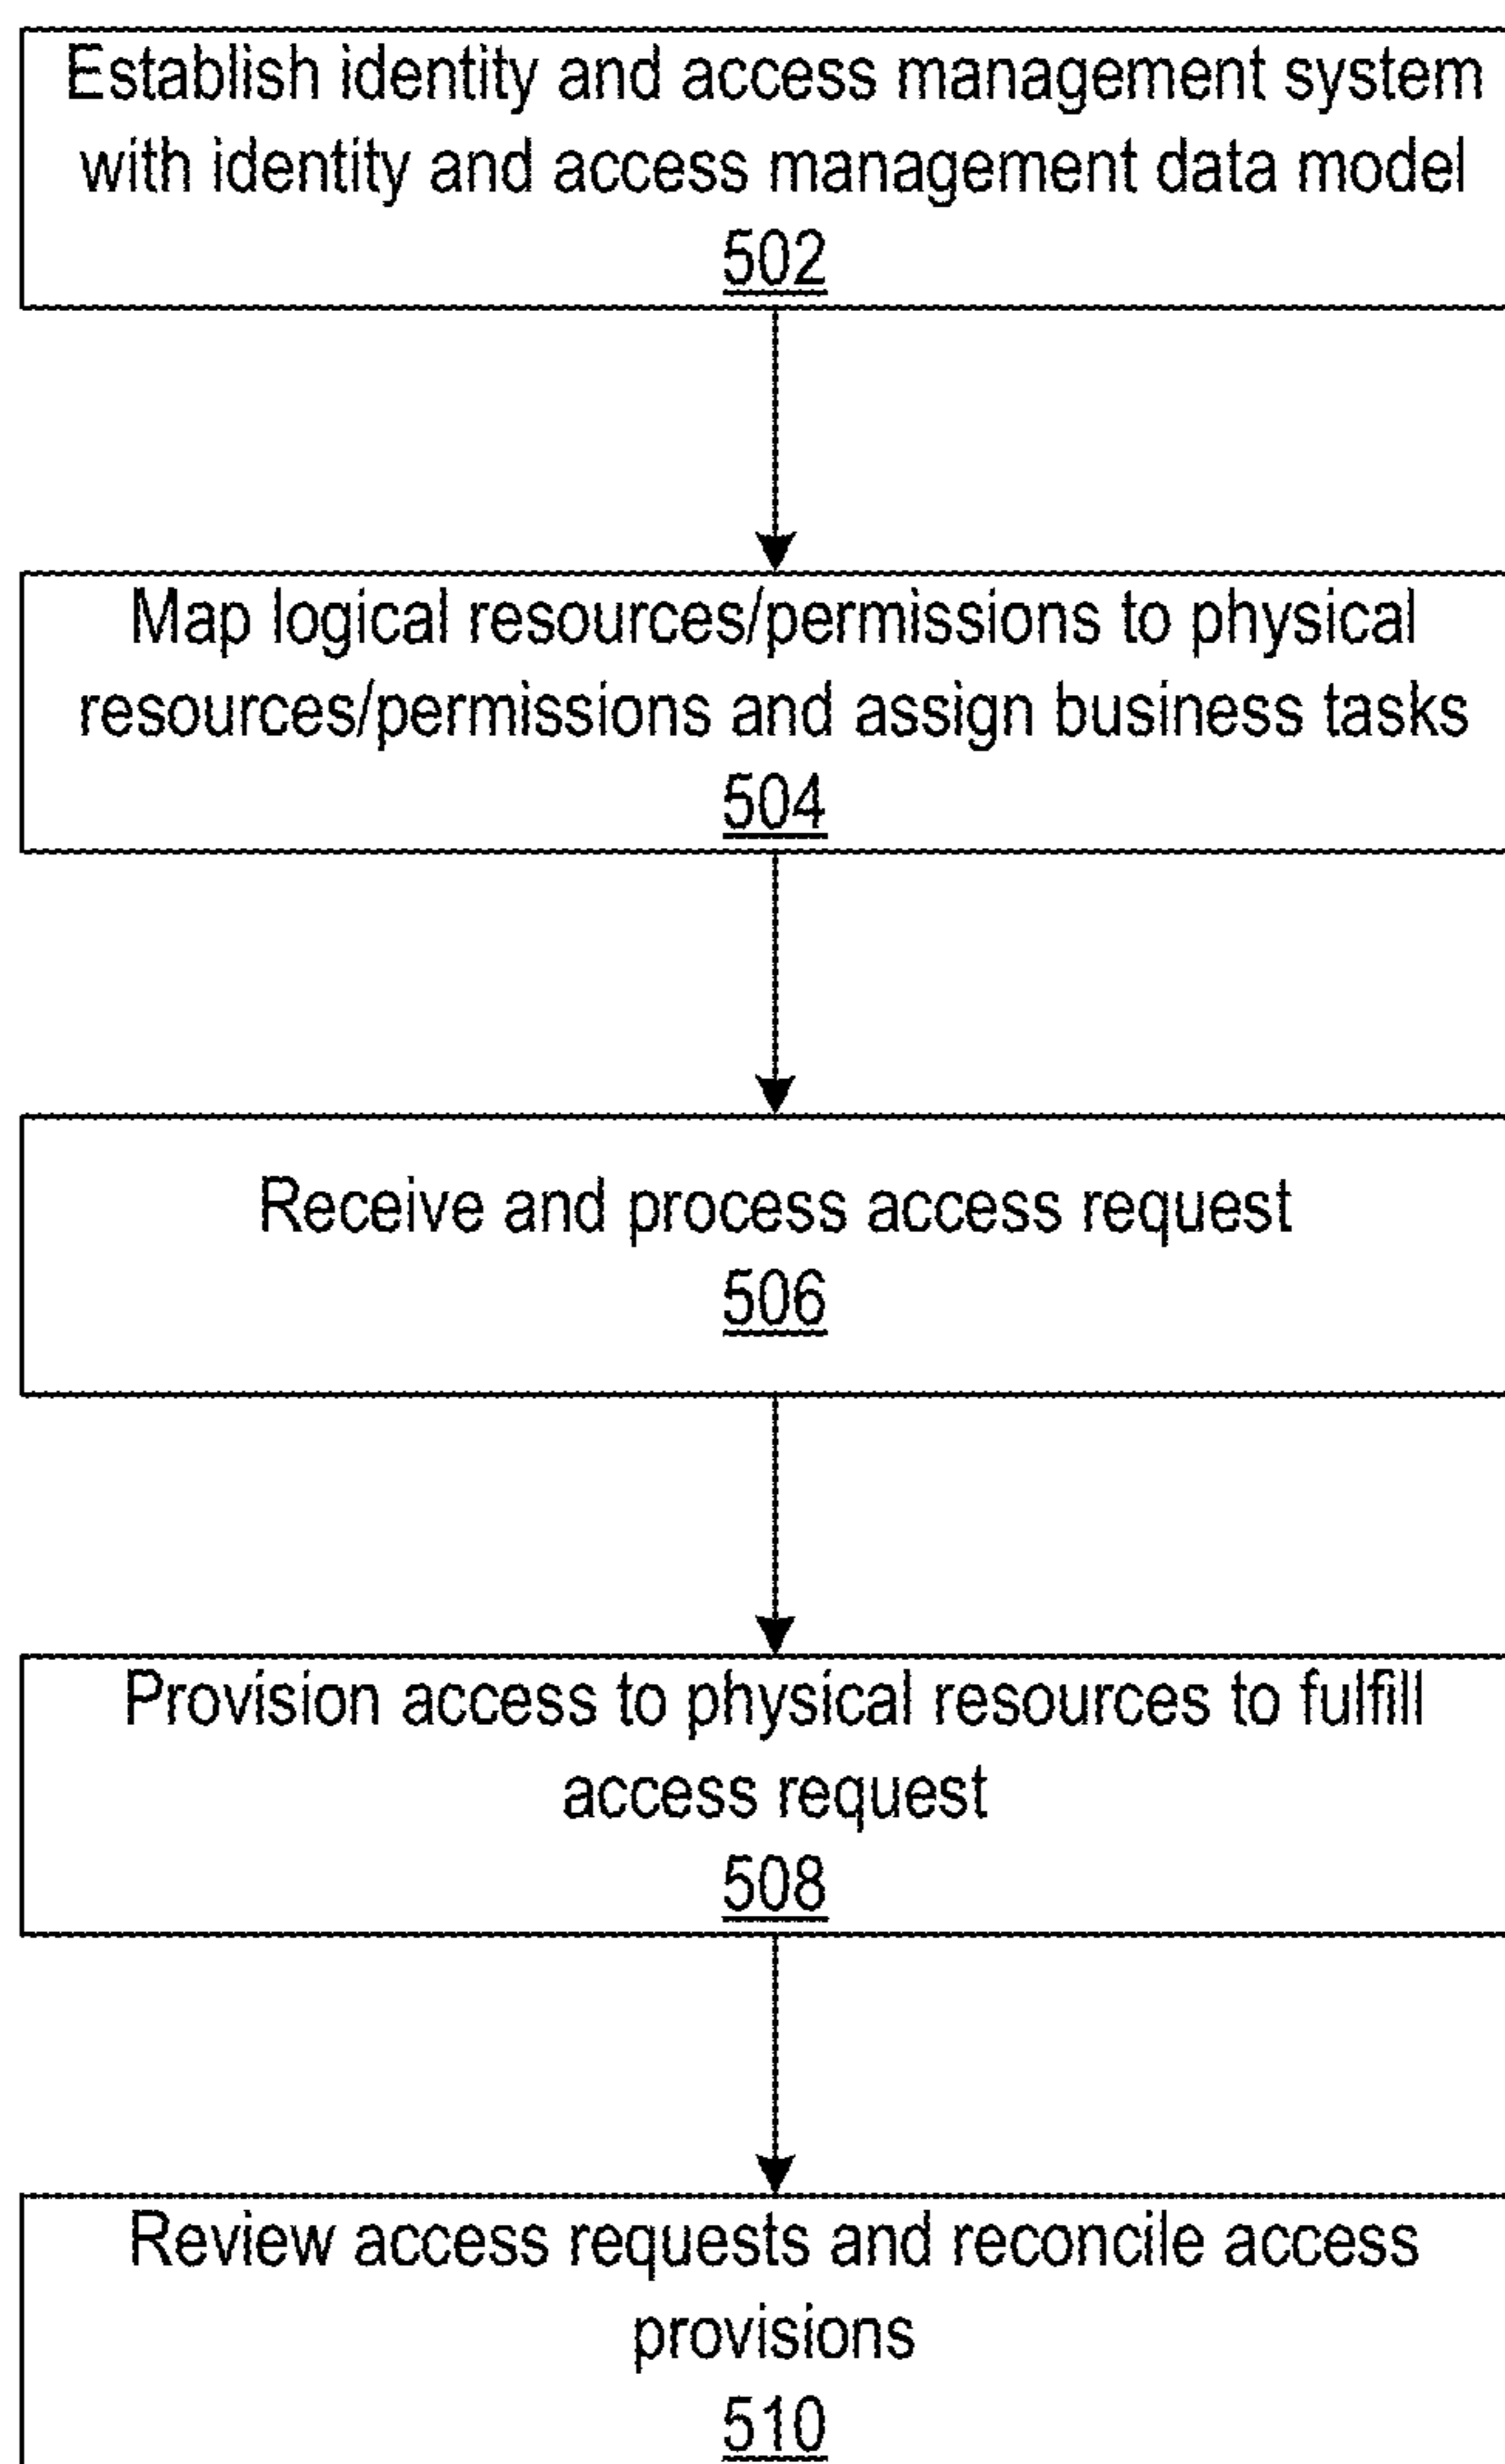 Establish identity and access management system
with identity and access management data model
502
Map logical resources/permissions to physical
resources/permissions and assign business tasks
504
Receive and process access request
506
Provision access to physical resources to fulfill
access request
508
Review access requests and reconcile access
provisions
510